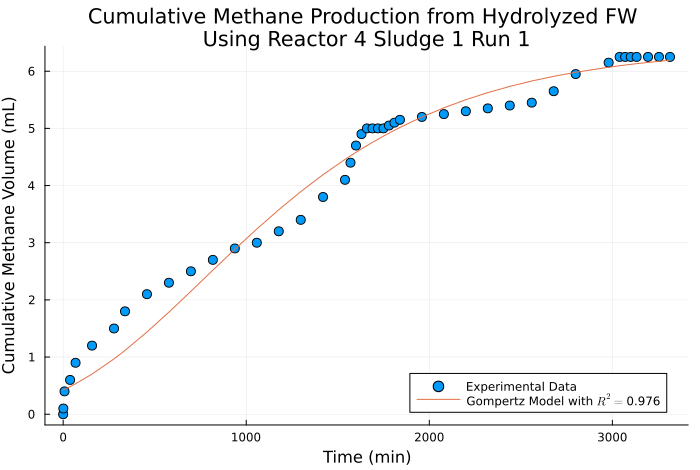 Cumulative Methane Production from Hydrolyzed FW
Using Reactor 4 Sludge 1 Run 1
Cumulative Methane Volume (mL)
6
5
4
3
2
1
0
Experimental Data
Gompertz Model with R² = 0.976
0 1000 2000 3000
Time (min)